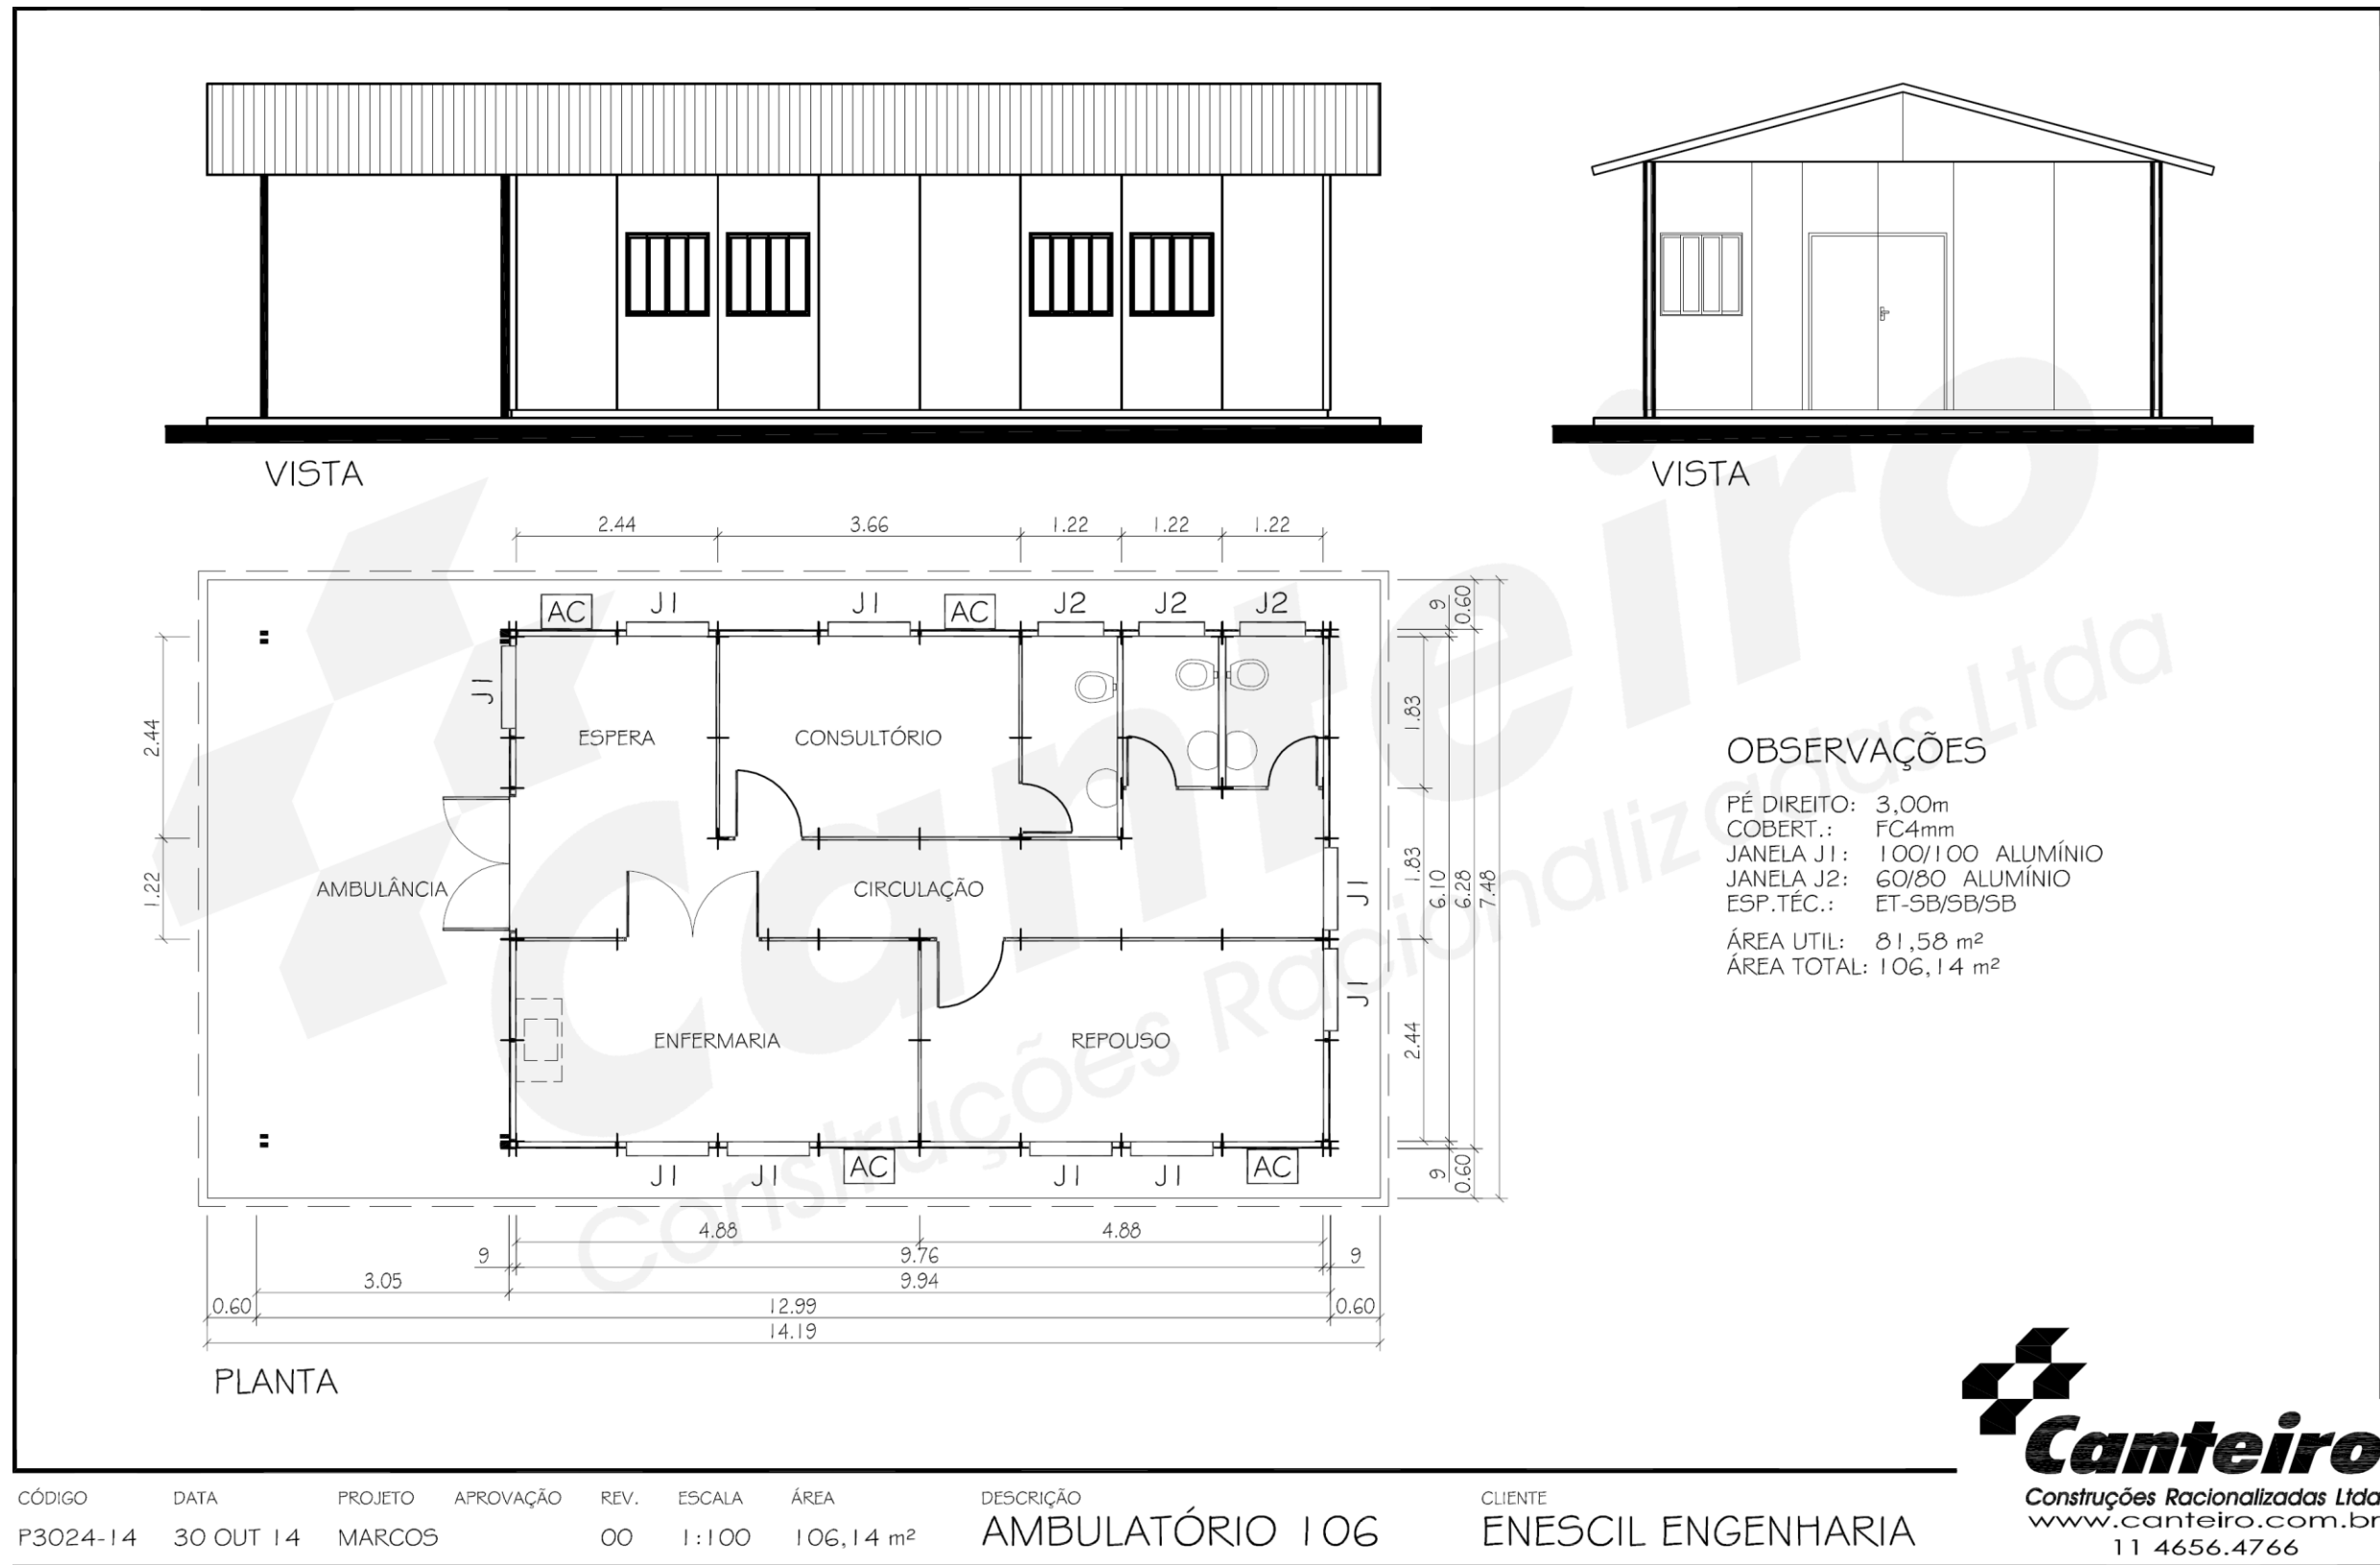 VISTA
VISTA
2.44 3.66 1.22 1.22 1.22
AC J1 J1 AC J2 J2 J2
9
0.60
J1
2.44
1.83
ESPERA
CONSULTÓRIO
1.22
AMBULÂNCIA
CIRCULAÇÃO
J1
1.83
6.10
6.28
7.48
J1
ENFERMARIA
REPOUSO
2.44
J1 J1 AC J1 J1 AC
9
0.60
4.88 4.88
9 9.76 9
3.05 9.94
0.60 12.99 0.60
14.19
PLANTA
OBSERVAÇÕES
PÉ DIREITO: 3,00m
COBERT.: FC4mm
JANELA J1: 100/100 ALUMÍNIO
JANELA J2: 60/80 ALUMÍNIO
ESP.TÉC.: ET-SB/SB/SB
ÁREA UTIL: 81,58 m²
ÁREA TOTAL: 106,14 m²
canteiro
Construções Racionalizadas Ltda
Canteiro
Construções Racionalizadas Ltda
www.canteiro.com.br
11 4656.4766
CÓDIGO DATA PROJETO APROVAÇÃO REV. ESCALA ÁREA DESCRIÇÃO CLIENTE
P3024-14 30 OUT 14 MARCOS 00 1:100 106,14 m² AMBULATÓRIO 106 ENESCIL ENGENHARIA